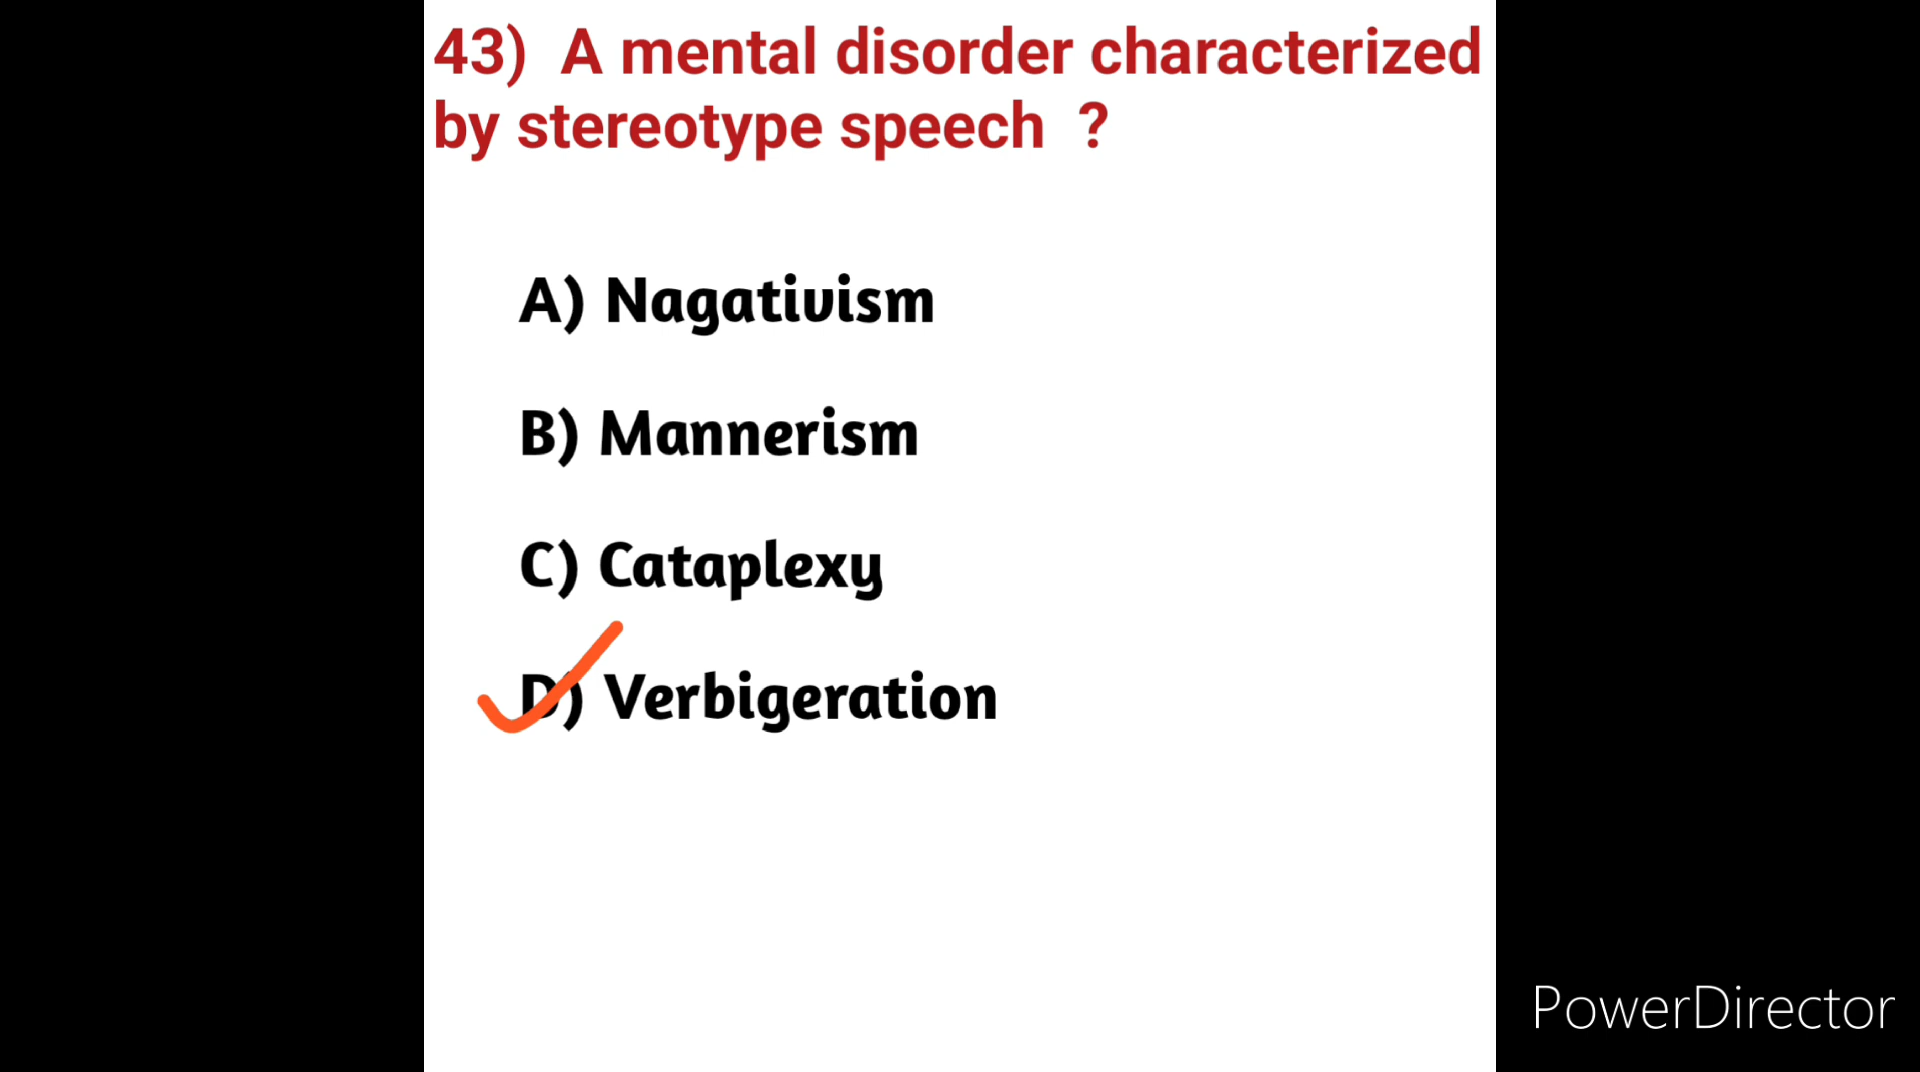 43) A mental disorder characterized
by stereotype speech ?
A) Nagativism
B) Mannerism
C) Cataplexy
D) Verbigeration
PowerDirector